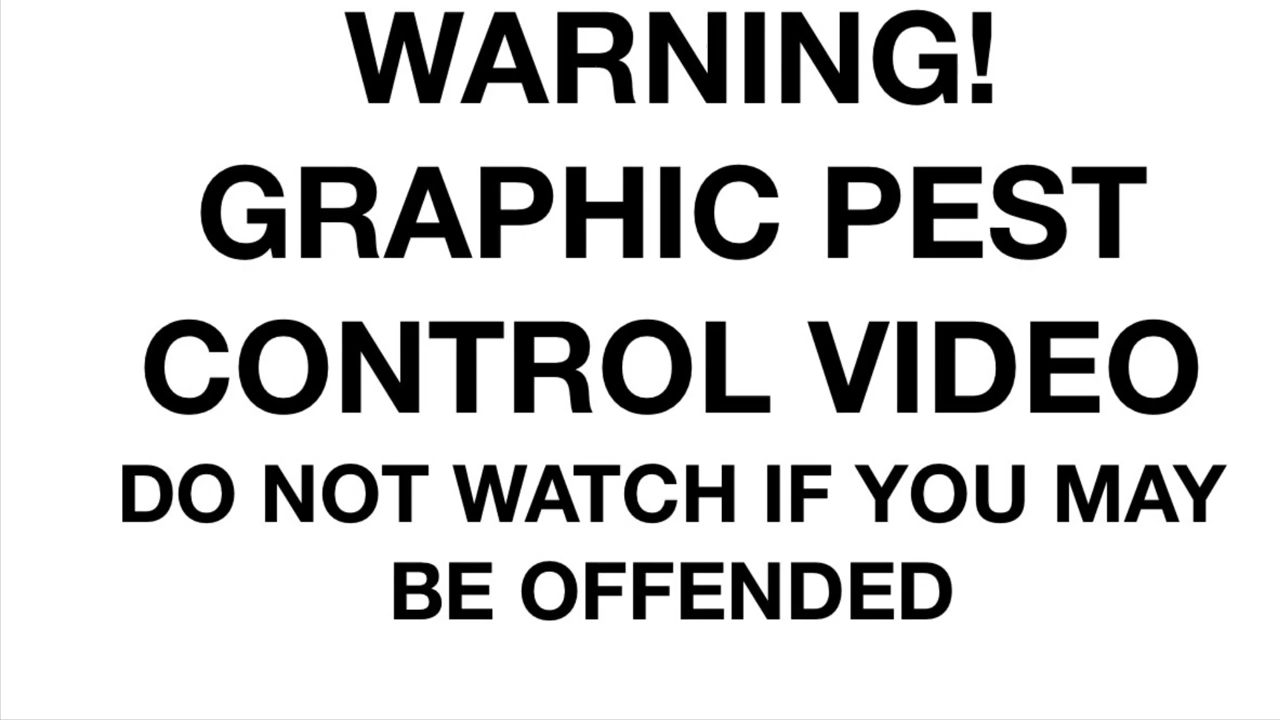 WARNING!
GRAPHIC PEST
CONTROL VIDEO
DO NOT WATCH IF YOU MAY
BE OFFENDED